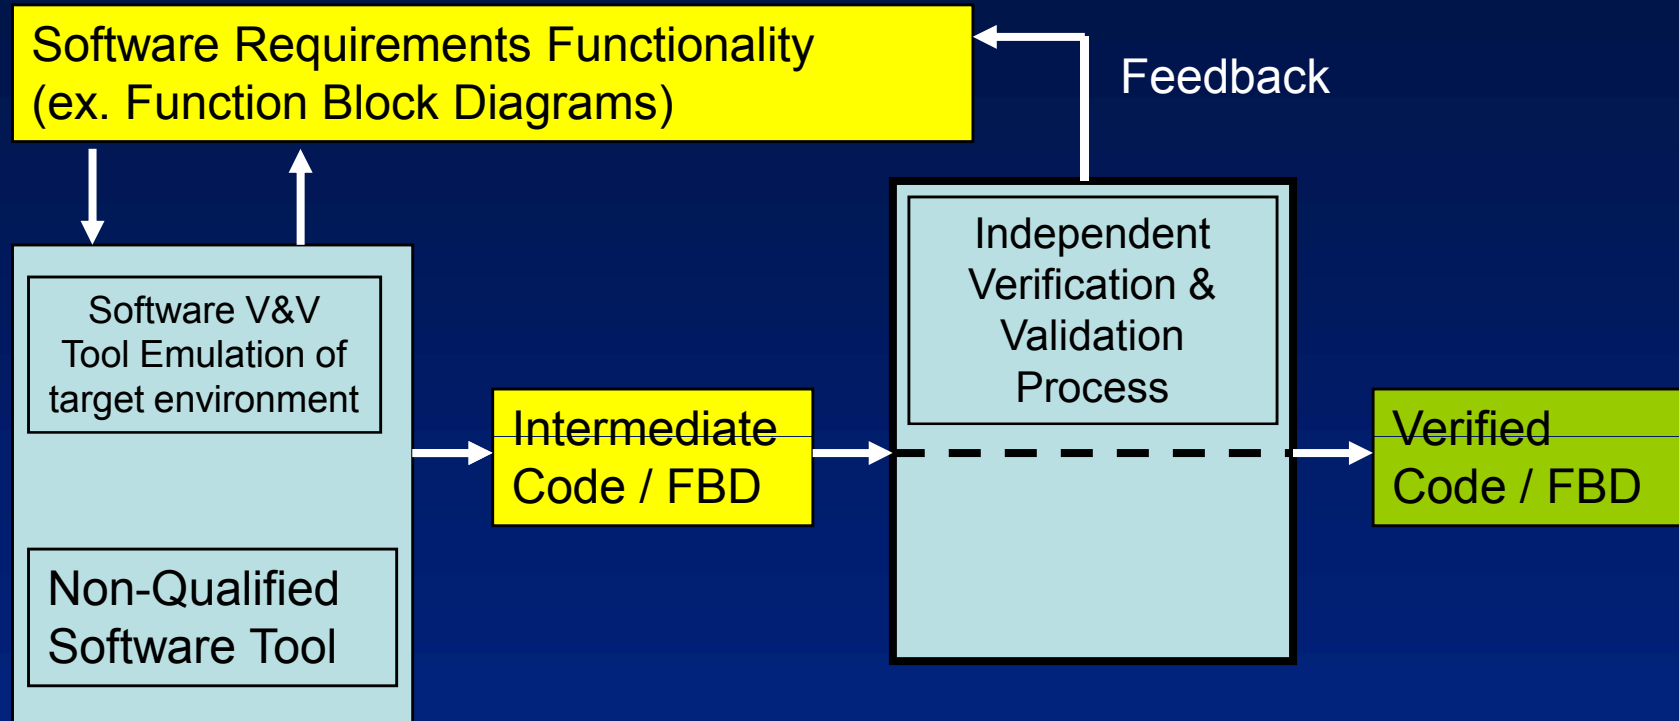 Software Requirements Functionality
(ex. Function Block Diagrams)
Feedback
Software V&V
Tool Emulation of
target environment
Non-Qualified
Software Tool
Intermediate
Code / FBD
Independent
Verification &
Validation
Process
Verified
Code / FBD